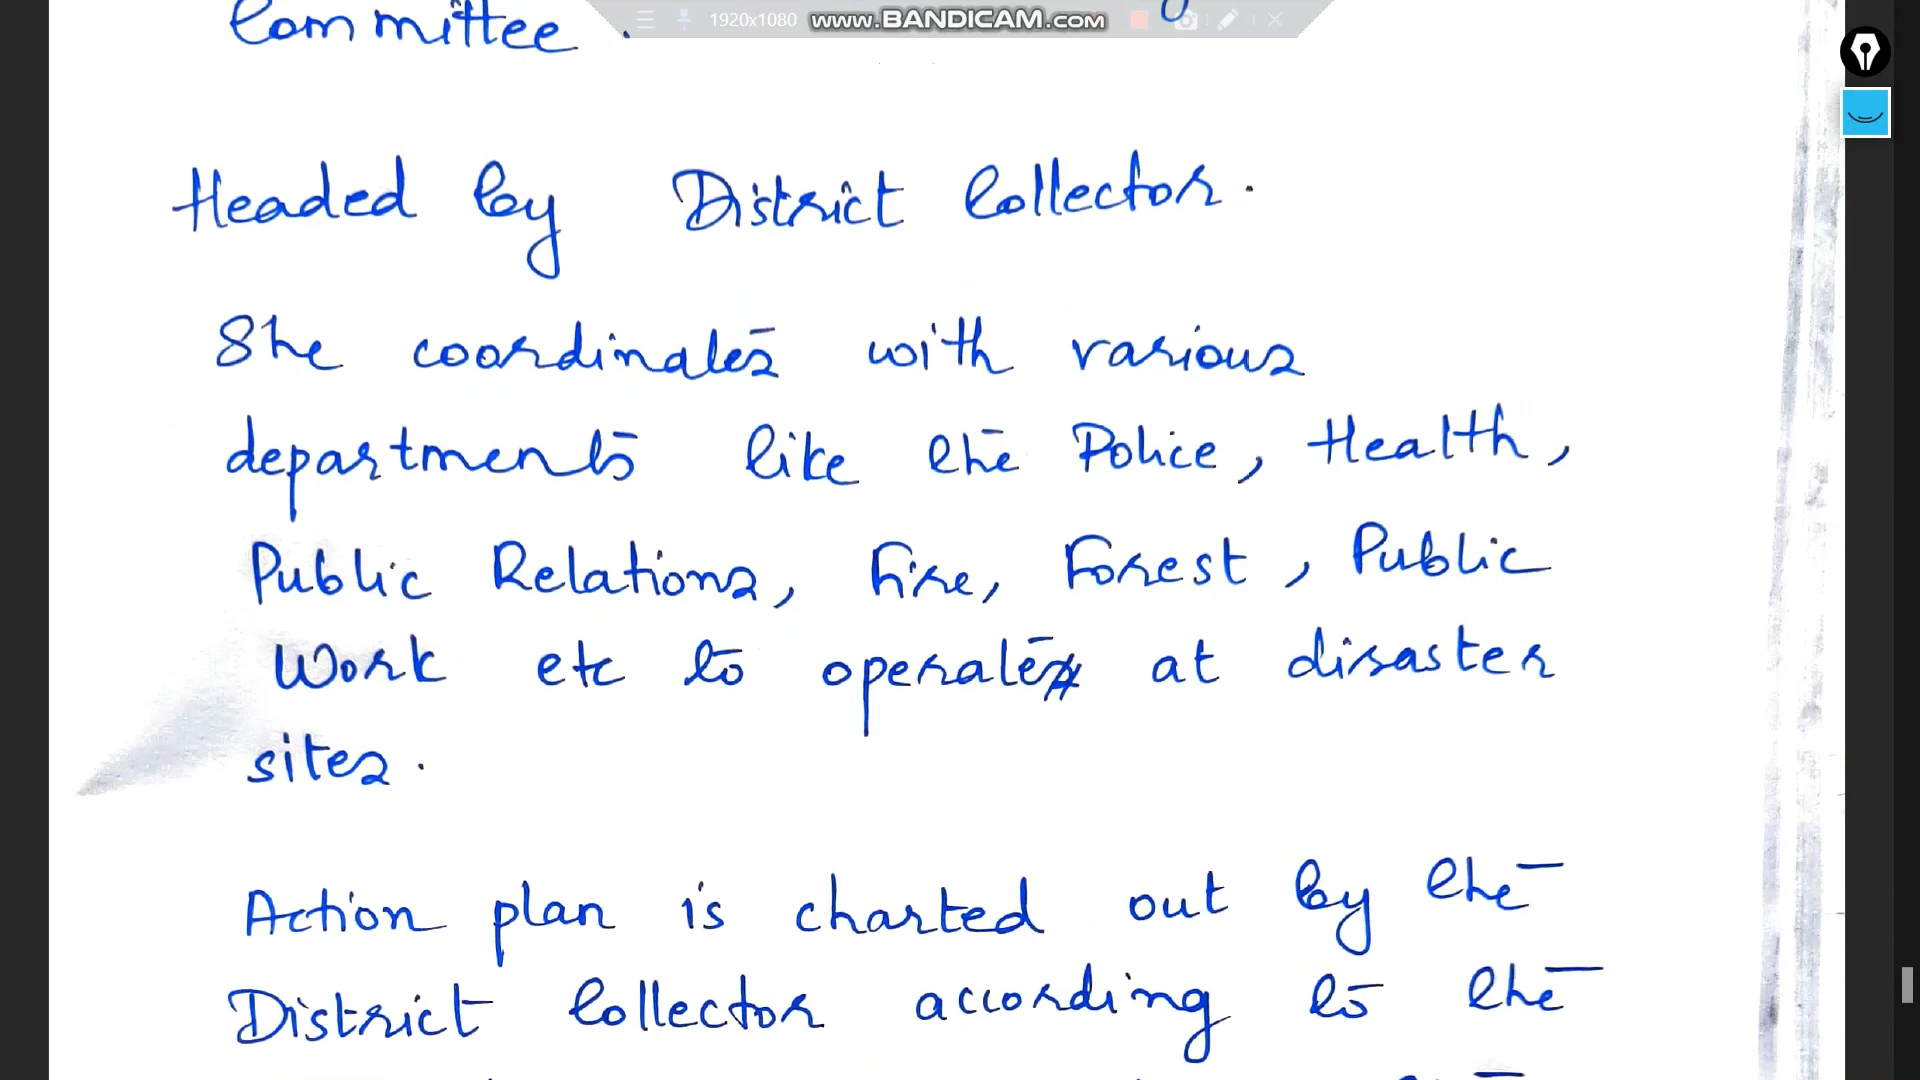 1920x1080 www.BANDICAM.com
Committee.
Headed by District Collector.
She coordinates with various
departments like the Police, Health,
Public Relations, Fire, Forest, Public
Work etc to operate at disaster
sites.
Action plan is charted out by the
District Collector according to the